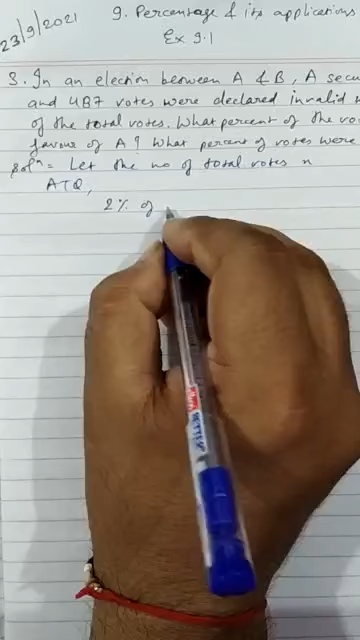 23/9/2021
9. Percentage & its applications
Ex 9.1
3. In an election between A & B, A secu
and 487 votes were declared invalid
of the total votes. What percent of the vo
favour of A? What percent of votes were
Solⁿ = Let the no of total votes n
ATQ,
2% of